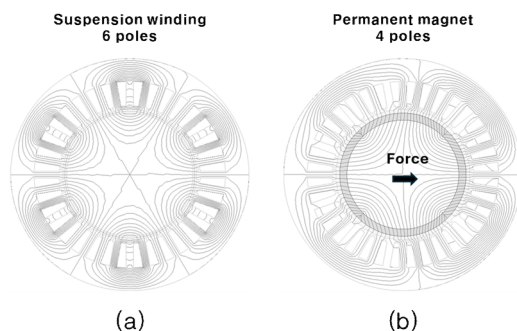 Suspension winding
6 poles
Permanent magnet
4 poles
Force
(a)
(b)